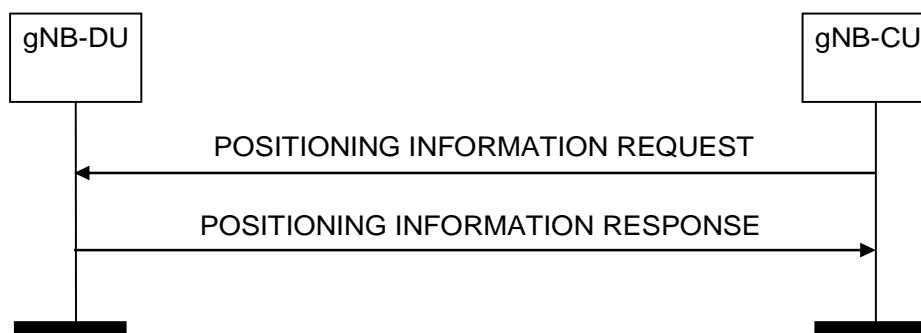 gNB-DU
gNB-CU
POSITIONING INFORMATION REQUEST
POSITIONING INFORMATION RESPONSE